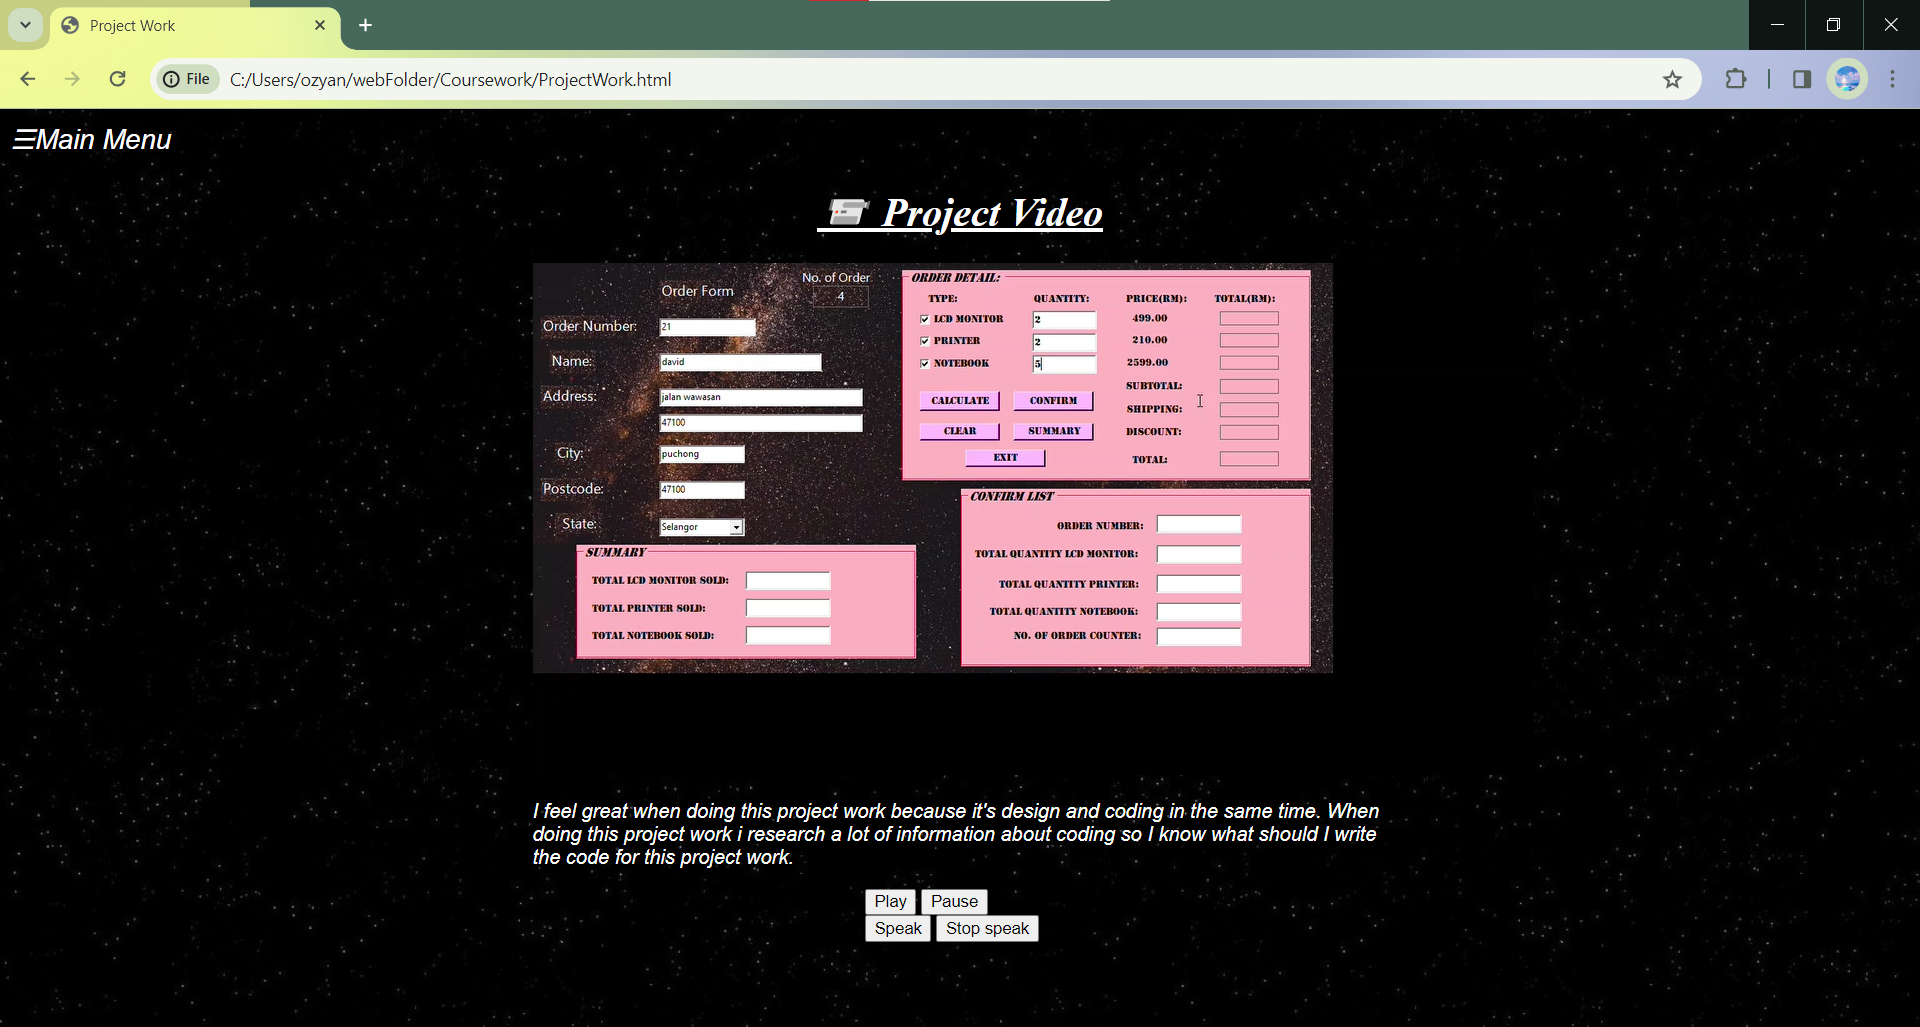 Project Work
File C:/Users/ozyan/webFolder/Coursework/ProjectWork.html
☰Main Menu
Project Video
Order Form
No. of Order
4
Order Number: 21
Name: david
Address: jalan wawasan
47100
City: puchong
Postcode: 47100
State: Selangor
ORDER DETAIL:
TYPE: QUANTITY: PRICE(RM): TOTAL(RM):
LCD MONITOR 2 499.00
PRINTER 2 210.00
NOTEBOOK 5 2599.00
SUBTOTAL:
CALCULATE CONFIRM SHIPPING:
CLEAR SUMMARY DISCOUNT:
EXIT TOTAL:
SUMMARY
TOTAL LCD MONITOR SOLD:
TOTAL PRINTER SOLD:
TOTAL NOTEBOOK SOLD:
CONFIRM LIST
ORDER NUMBER:
TOTAL QUANTITY LCD MONITOR:
TOTAL QUANTITY PRINTER:
TOTAL QUANTITY NOTEBOOK:
NO. OF ORDER COUNTER:
I feel great when doing this project work because it's design and coding in the same time. When
doing this project work i research a lot of information about coding so I know what should I write
the code for this project work.
Play Pause
Speak Stop speak